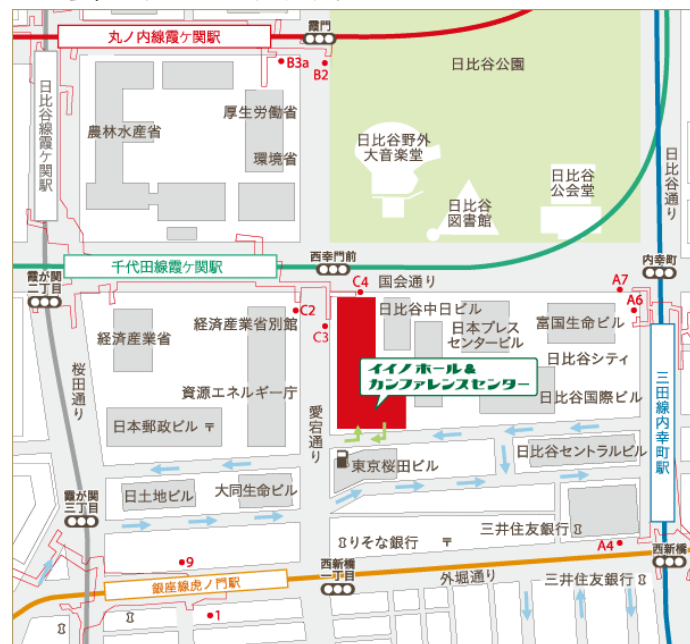 丸ノ内線霞ケ関駅
霞門
B3a
B2
日比谷公園
日比谷線霞ケ関駅
厚生労働省
農林水産省
環境省
日比谷野外
大音楽堂
日比谷
公会堂
日比谷
図書館
日比谷通り
千代田線霞ケ関駅
西幸門前
国会通り
内幸町
霞が関
二丁目
C4
A7
A6
C2
C3
経済産業省別館
日比谷中日ビル
経済産業省
日本プレス
センタービル
富国生命ビル
日比谷シティ
イイノホール&
カンファレンスセンター
桜田通り
資源エネルギー庁
愛宕通り
日比谷国際ビル
三田線内幸町駅
日本郵政ビル 〒
日比谷セントラルビル
東京桜田ビル
日土地ビル
大同生命ビル
霞が関
三丁目
三井住友銀行
りそな銀行
〒
A4
9
西新橋
一丁目
西新橋
銀座線虎ノ門駅
外堀通り
三井住友銀行
1